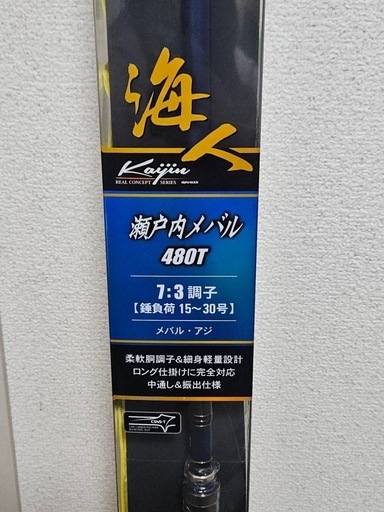 海人
Kaijin
REAL CONCEPT SERIES alphatackle
瀬戸内メバル
480T
7:3調子
【錘負荷 15〜30号】
メバル・アジ
柔軟胴調子&細身軽量設計
ロング仕掛けに完全対応
中通し&振出仕様